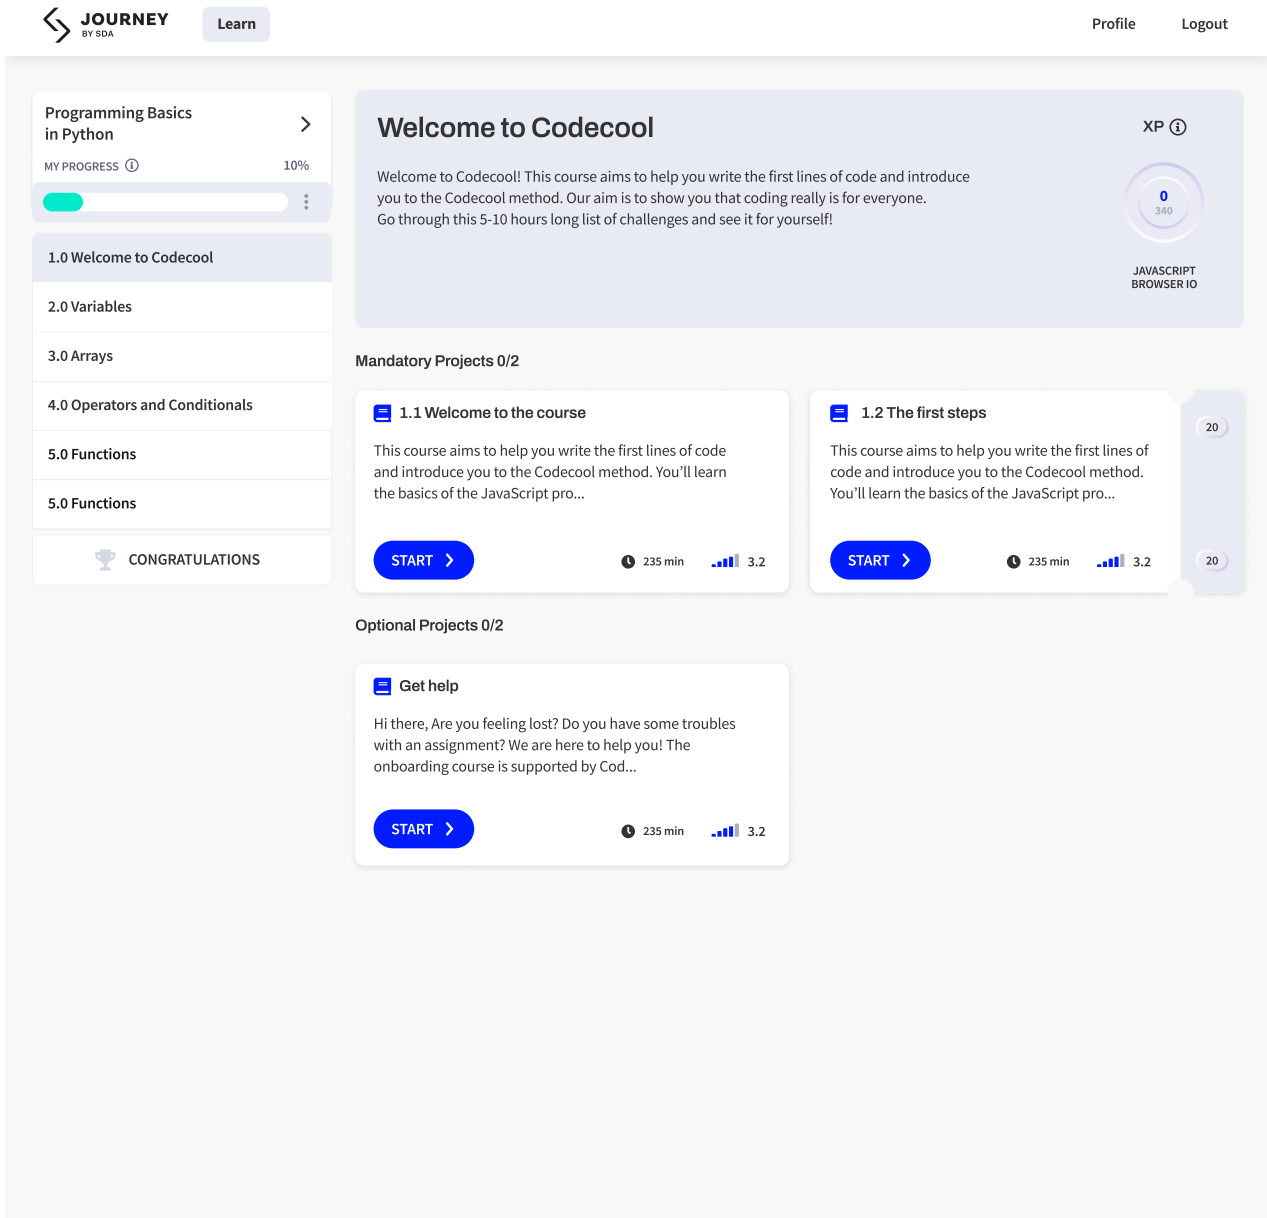 JOURNEY
BY SDA
Learn
Profile
Logout
Programming Basics
in Python
MY PROGRESS
10%
1.0 Welcome to Codecool
2.0 Variables
3.0 Arrays
4.0 Operators and Conditionals
5.0 Functions
5.0 Functions
CONGRATULATIONS
Welcome to Codecool
Welcome to Codecool! This course aims to help you write the first lines of code and introduce
you to the Codecool method. Our aim is to show you that coding really is for everyone.
Go through this 5-10 hours long list of challenges and see it for yourself!
XP
0
340
JAVASCRIPT
BROWSER IO
Mandatory Projects 0/2
1.1 Welcome to the course
This course aims to help you write the first lines of code
and introduce you to the Codecool method. You’ll learn
the basics of the JavaScript pro...
START
235 min
3.2
1.2 The first steps
This course aims to help you write the first lines of
code and introduce you to the Codecool method.
You’ll learn the basics of the JavaScript pro...
START
235 min
3.2
20
20
Optional Projects 0/2
Get help
Hi there, Are you feeling lost? Do you have some troubles
with an assignment? We are here to help you! The
onboarding course is supported by Cod...
START
235 min
3.2